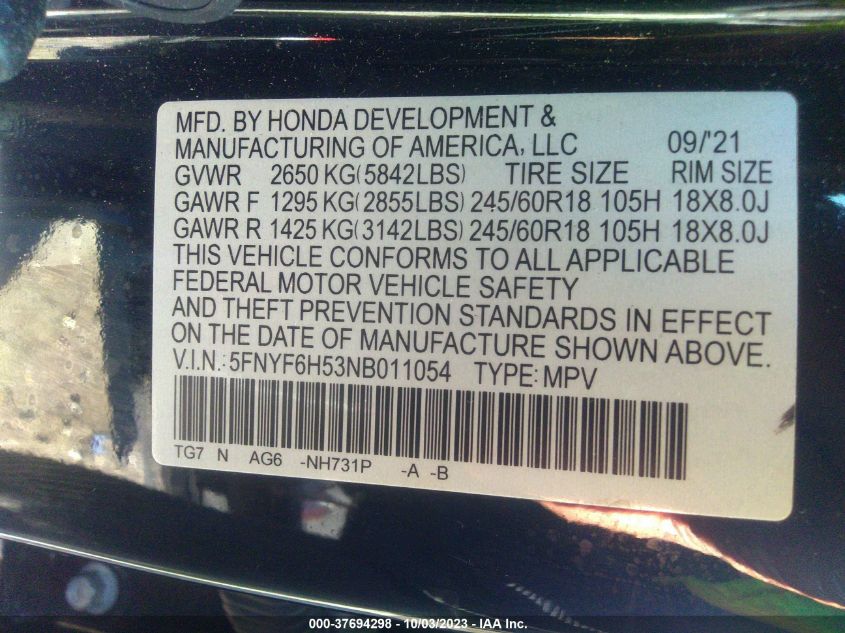 MFD. BY HONDA DEVELOPMENT &
MANUFACTURING OF AMERICA, LLC 09/'21
GVWR 2650 KG(5842LBS) TIRE SIZE RIM SIZE
GAWR F 1295 KG(2855LBS) 245/60R18 105H 18X8.0J
GAWR R 1425 KG(3142LBS) 245/60R18 105H 18X8.0J
THIS VEHICLE CONFORMS TO ALL APPLICABLE
FEDERAL MOTOR VEHICLE SAFETY
AND THEFT PREVENTION STANDARDS IN EFFECT
ON THE DATE OF MANUFACTURE SHOWN ABOVE.
V.I.N.: 5FNYF6H53NB011054 TYPE: MPV
TG7 N AG6 -NH731P -A -B
000-37694298 - 10/03/2023 - IAA Inc.